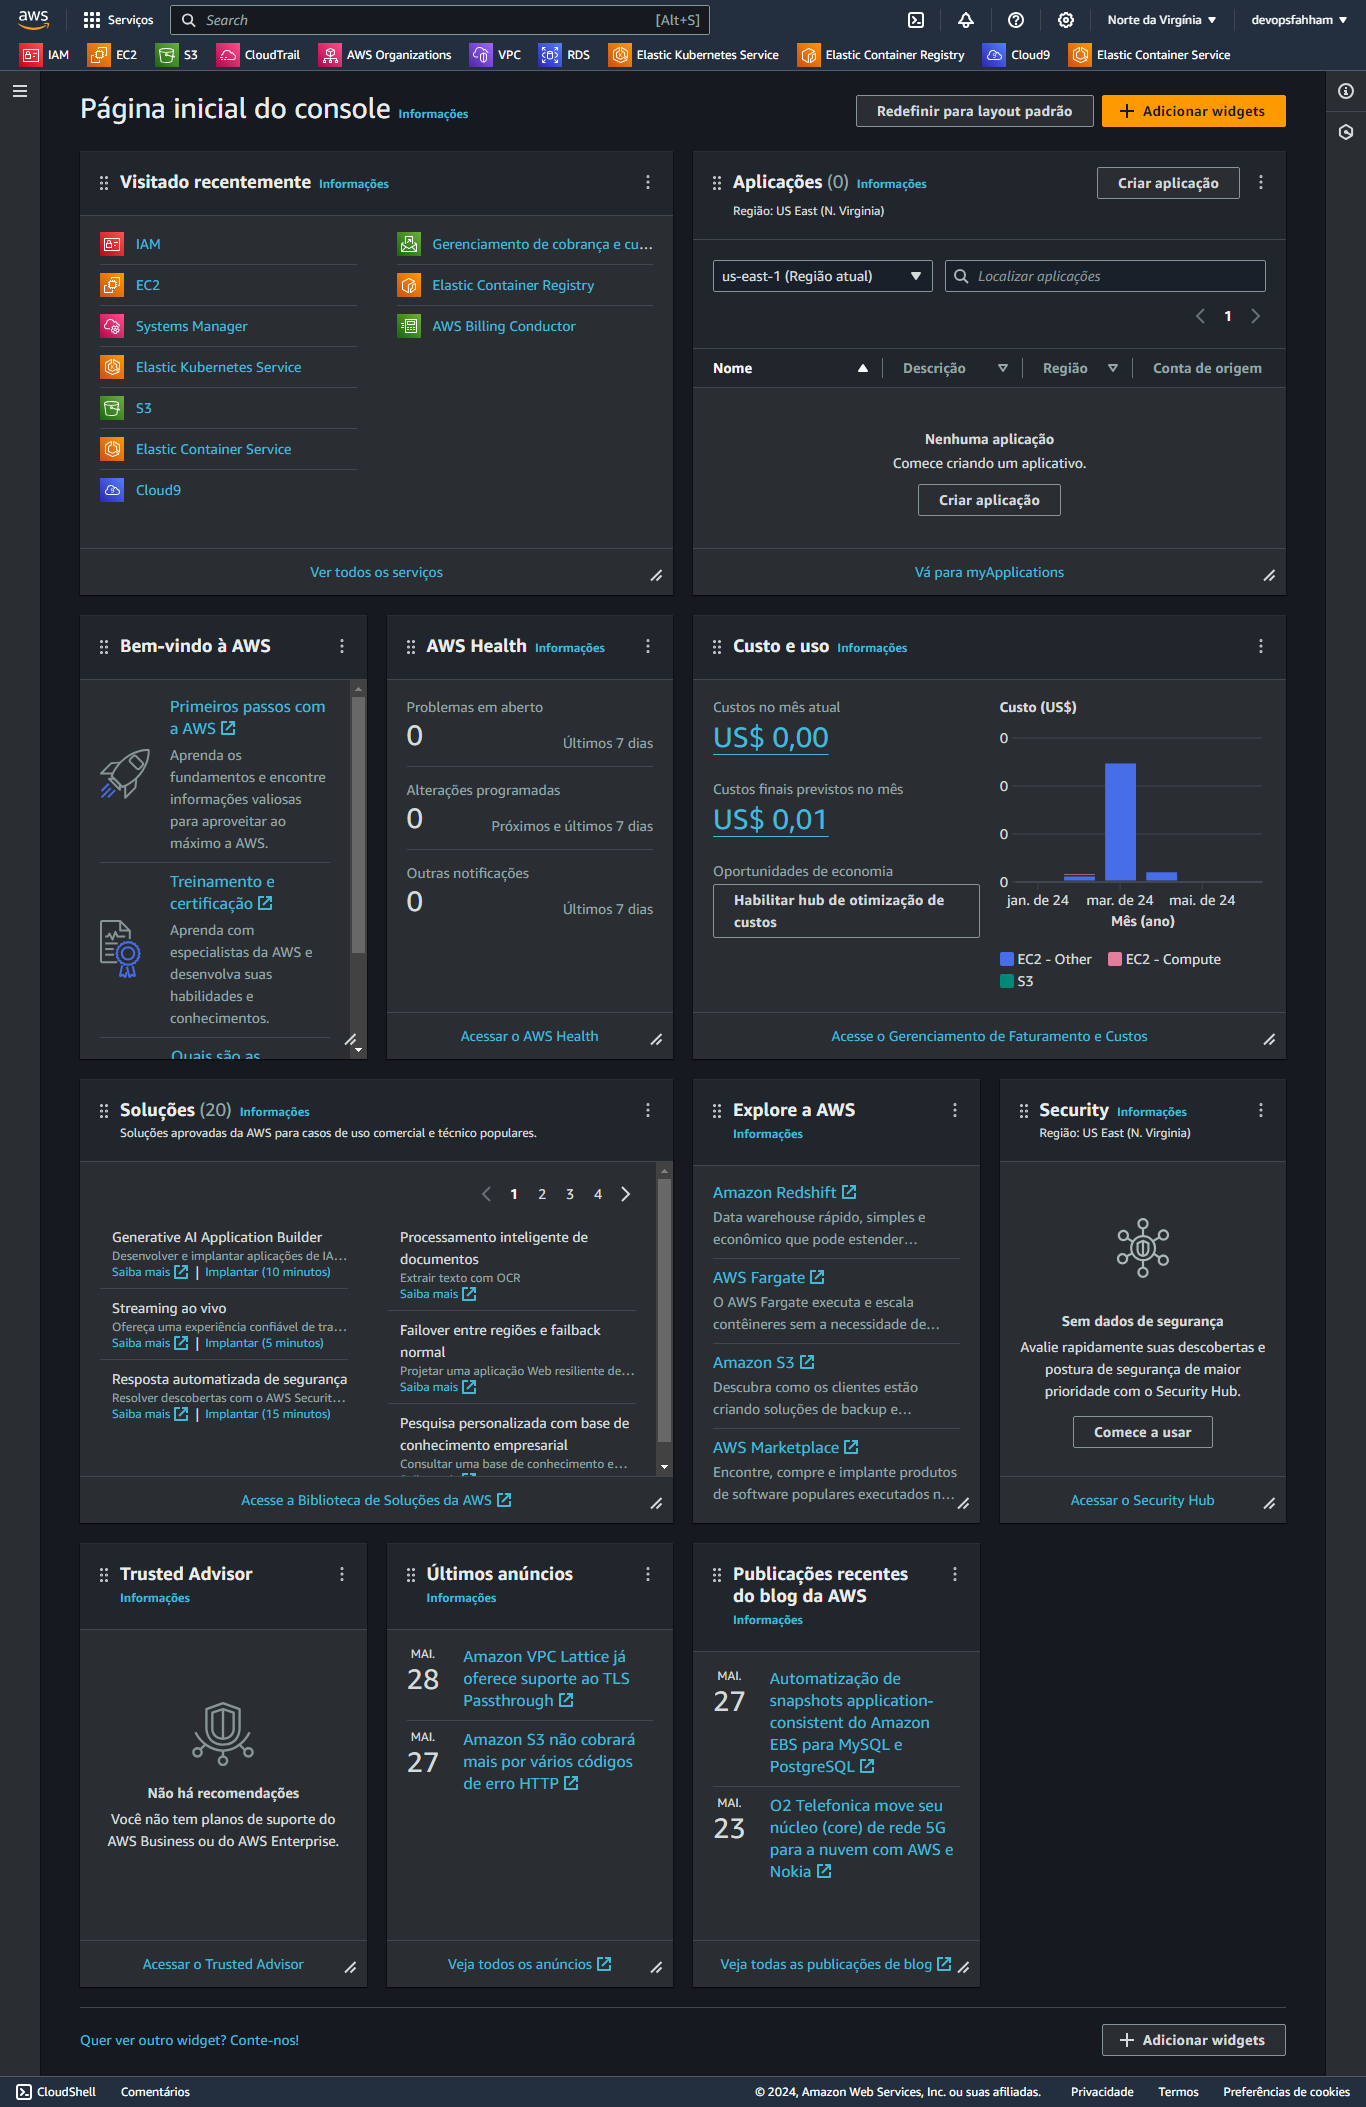 aws
Serviços
Search
[Alt+S]
Norte da Virgínia
devopsfahham
IAM
EC2
S3
CloudTrail
AWS Organizations
VPC
RDS
Elastic Kubernetes Service
Elastic Container Registry
Cloud9
Elastic Container Service
Página inicial do console
Informações
Redefinir para layout padrão
Adicionar widgets
Visitado recentemente
Informações
IAM
EC2
Systems Manager
Elastic Kubernetes Service
S3
Elastic Container Service
Cloud9
Gerenciamento de cobrança e cu...
Elastic Container Registry
AWS Billing Conductor
Ver todos os serviços
Aplicações (0)
Informações
Região: US East (N. Virginia)
Criar aplicação
us-east-1 (Região atual)
Localizar aplicações
1
Nome
Descrição
Região
Conta de origem
Nenhuma aplicação
Comece criando um aplicativo.
Criar aplicação
Vá para myApplications
Bem-vindo à AWS
Primeiros passos com
a AWS
Aprenda os
fundamentos e encontre
informações valiosas
para aproveitar ao
máximo a AWS.
Treinamento e
certificação
Aprenda com
especialistas da AWS e
desenvolva suas
habilidades e
conhecimentos.
Quais são as
AWS Health
Informações
Problemas em aberto
0
Últimos 7 dias
Alterações programadas
0
Próximos e últimos 7 dias
Outras notificações
0
Últimos 7 dias
Acessar o AWS Health
Custo e uso
Informações
Custos no mês atual
US$ 0,00
Custos finais previstos no mês
US$ 0,01
Oportunidades de economia
Habilitar hub de otimização de
custos
Custo (US$)
0
0
0
0
jan. de 24
mar. de 24
mai. de 24
Mês (ano)
EC2 - Other
EC2 - Compute
S3
Acesse o Gerenciamento de Faturamento e Custos
Soluções (20)
Informações
Soluções aprovadas da AWS para casos de uso comercial e técnico populares.
1
2
3
4
Generative AI Application Builder
Desenvolver e implantar aplicações de IA...
Saiba mais | Implantar (10 minutos)
Streaming ao vivo
Ofereça uma experiência confiável de tra...
Saiba mais | Implantar (5 minutos)
Resposta automatizada de segurança
Resolver descobertas com o AWS Securit...
Saiba mais | Implantar (15 minutos)
Processamento inteligente de
documentos
Extrair texto com OCR
Saiba mais
Failover entre regiões e failback
normal
Projetar uma aplicação Web resiliente de...
Saiba mais
Pesquisa personalizada com base de
conhecimento empresarial
Consultar uma base de conhecimento e...
Acesse a Biblioteca de Soluções da AWS
Explore a AWS
Informações
Amazon Redshift
Data warehouse rápido, simples e
econômico que pode estender...
AWS Fargate
O AWS Fargate executa e escala
contêineres sem a necessidade de...
Amazon S3
Descubra como os clientes estão
criando soluções de backup e...
AWS Marketplace
Encontre, compre e implante produtos
de software populares executados n...
Security
Informações
Região: US East (N. Virginia)
Sem dados de segurança
Avalie rapidamente suas descobertas e
postura de segurança de maior
prioridade com o Security Hub.
Comece a usar
Acessar o Security Hub
Trusted Advisor
Informações
Não há recomendações
Você não tem planos de suporte do
AWS Business ou do AWS Enterprise.
Acessar o Trusted Advisor
Últimos anúncios
Informações
MAI.
28
Amazon VPC Lattice já
oferece suporte ao TLS
Passthrough
MAI.
27
Amazon S3 não cobrará
mais por vários códigos
de erro HTTP
Veja todos os anúncios
Publicações recentes
do blog da AWS
Informações
MAI.
27
Automatização de
snapshots application-
consistent do Amazon
EBS para MySQL e
PostgreSQL
MAI.
23
O2 Telefonica move seu
núcleo (core) de rede 5G
para a nuvem com AWS e
Nokia
Veja todas as publicações de blog
Quer ver outro widget? Conte-nos!
Adicionar widgets
CloudShell
Comentários
© 2024, Amazon Web Services, Inc. ou suas afiliadas.
Privacidade
Termos
Preferências de cookies